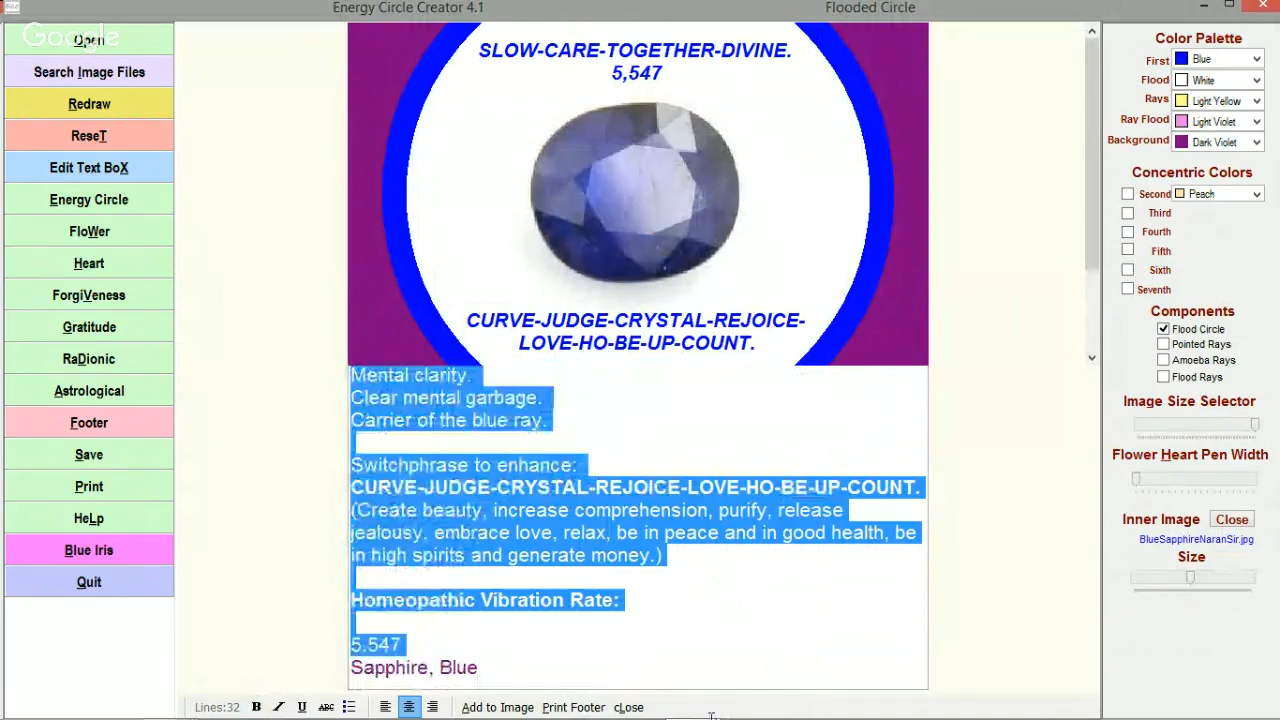 Energy Circle Creator 4.1
Flooded Circle
Google
Open
Search Image Files
Redraw
ReseT
Edit Text BoX
Energy Circle
FloWer
Heart
ForgiVeness
Gratitude
RaDionic
Astrological
Footer
Save
Print
HeLp
Blue Iris
Quit
SLOW-CARE-TOGETHER-DIVINE.
5,547
CURVE-JUDGE-CRYSTAL-REJOICE-
LOVE-HO-BE-UP-COUNT.
Mental clarity.
Clear mental garbage.
Carrier of the blue ray.
Switchphrase to enhance:
CURVE-JUDGE-CRYSTAL-REJOICE-LOVE-HO-BE-UP-COUNT.
(Create beauty, increase comprehension, purify, release
jealousy. embrace love, relax, be in peace and in good health, be
in high spirits and generate money.)
Homeopathic Vibration Rate:
5.547
Sapphire, Blue
Lines:32 B I U ABC Add to Image Print Footer cLose
Color Palette
First Blue
Flood White
Rays Light Yellow
Ray Flood Light Violet
Background Dark Violet
Concentric Colors
Second Peach
Third
Fourth
Fifth
Sixth
Seventh
Components
Flood Circle
Pointed Rays
Amoeba Rays
Flood Rays
Image Size Selector
Flower Heart Pen Width
Inner Image Close
BlueSapphireNaranSir.jpg
Size